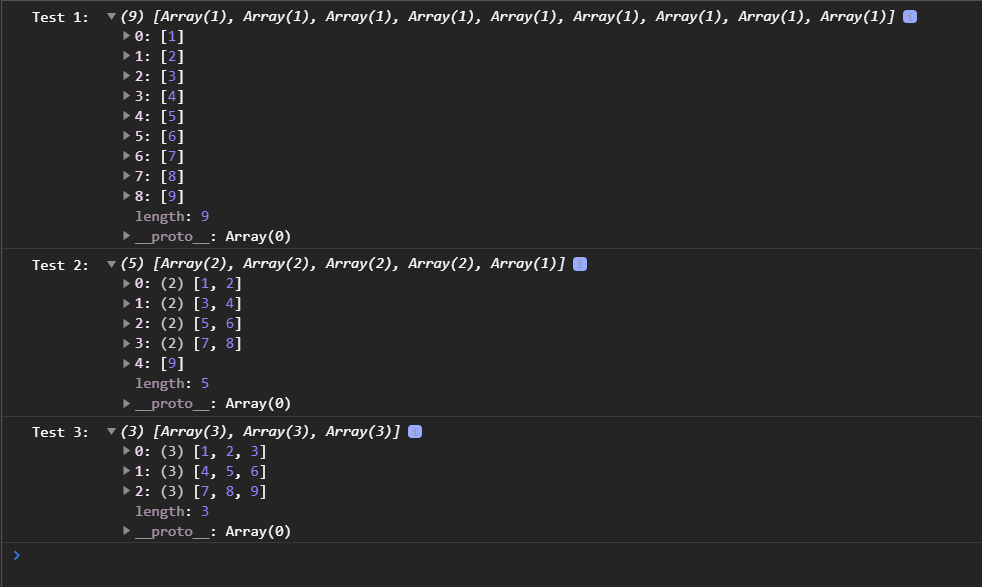 Test 1: ▼(9) [Array(1), Array(1), Array(1), Array(1), Array(1), Array(1), Array(1), Array(1), Array(1)] i
▶0: [1]
▶1: [2]
▶2: [3]
▶3: [4]
▶4: [5]
▶5: [6]
▶6: [7]
▶7: [8]
▶8: [9]
length: 9
▶__proto__: Array(0)
Test 2: ▼(5) [Array(2), Array(2), Array(2), Array(2), Array(1)] i
▶0: (2) [1, 2]
▶1: (2) [3, 4]
▶2: (2) [5, 6]
▶3: (2) [7, 8]
▶4: [9]
length: 5
▶__proto__: Array(0)
Test 3: ▼(3) [Array(3), Array(3), Array(3)] i
▶0: (3) [1, 2, 3]
▶1: (3) [4, 5, 6]
▶2: (3) [7, 8, 9]
length: 3
▶__proto__: Array(0)
>